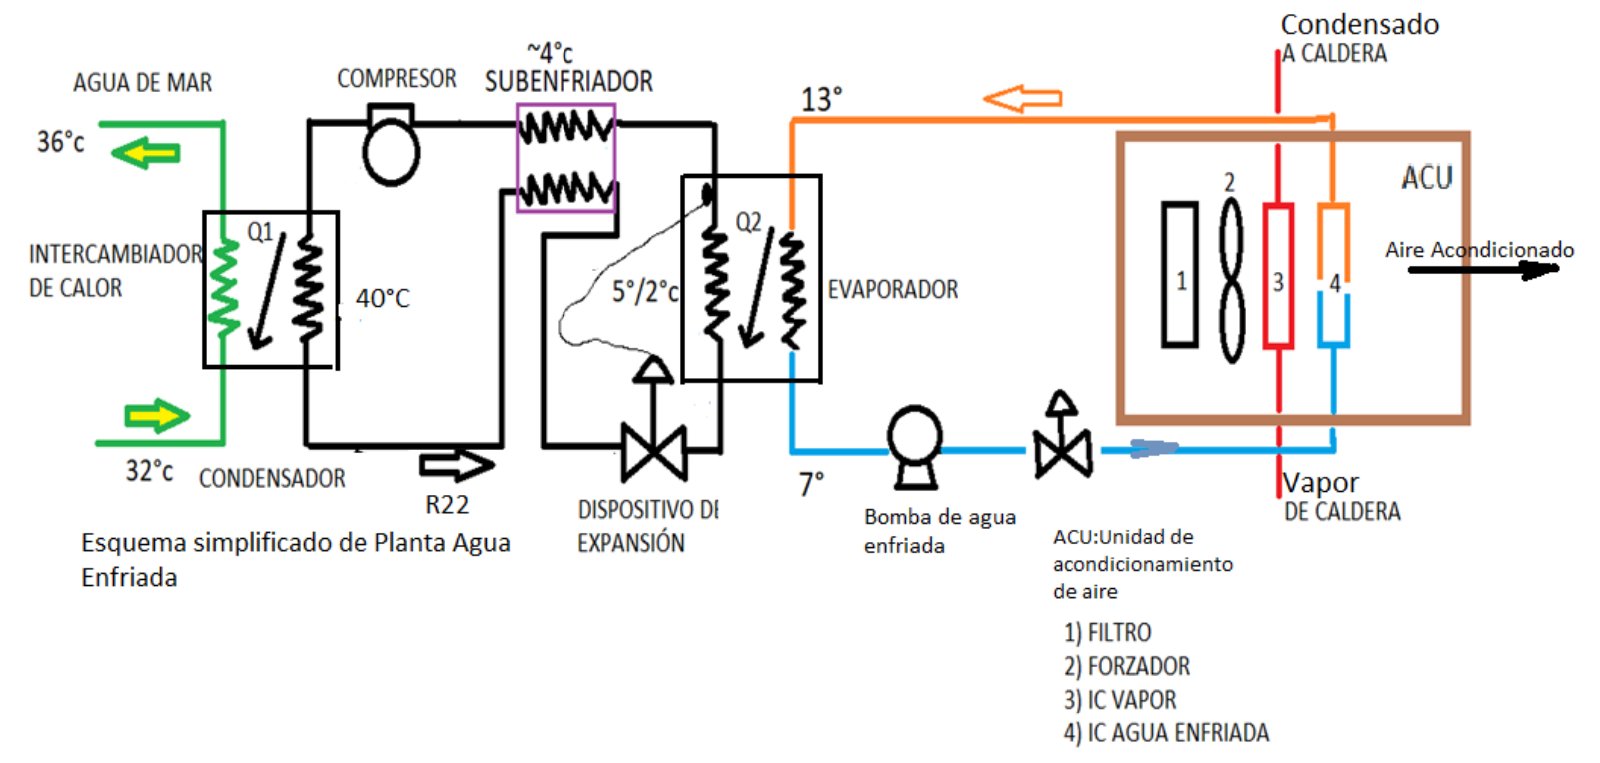 Condensado
A CALDERA
~4°c
SUBENFRIADOR
COMPRESOR
AGUA DE MAR
36°c
13°
ACU
2
Q1
Q2
INTERCAMBIADOR
DE CALOR
40°C
5°/2°c
EVAPORADOR
1
3
4
Aire Acondicionado
32°c
CONDENSADOR
R22
7°
Vapor
DE CALDERA
DISPOSITIVO DE
EXPANSIÓN
Bomba de agua
enfriada
Esquema simplificado de Planta Agua
Enfriada
ACU:Unidad de
acondicionamiento
de aire
1) FILTRO
2) FORZADOR
3) IC VAPOR
4) IC AGUA ENFRIADA